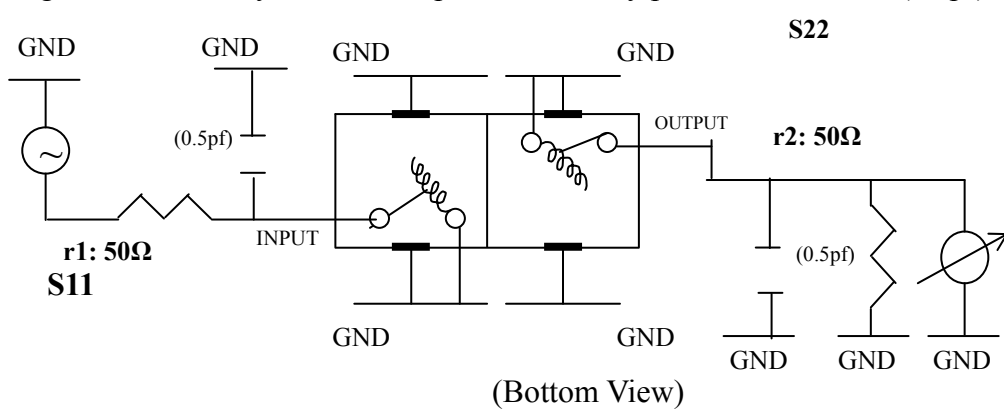 S22
GND
GND
GND
GND
(0.5pf)
OUTPUT
r2: 50Ω
INPUT
r1: 50Ω
S11
(0.5pf)
GND
GND
GND
GND
GND
(Bottom View)